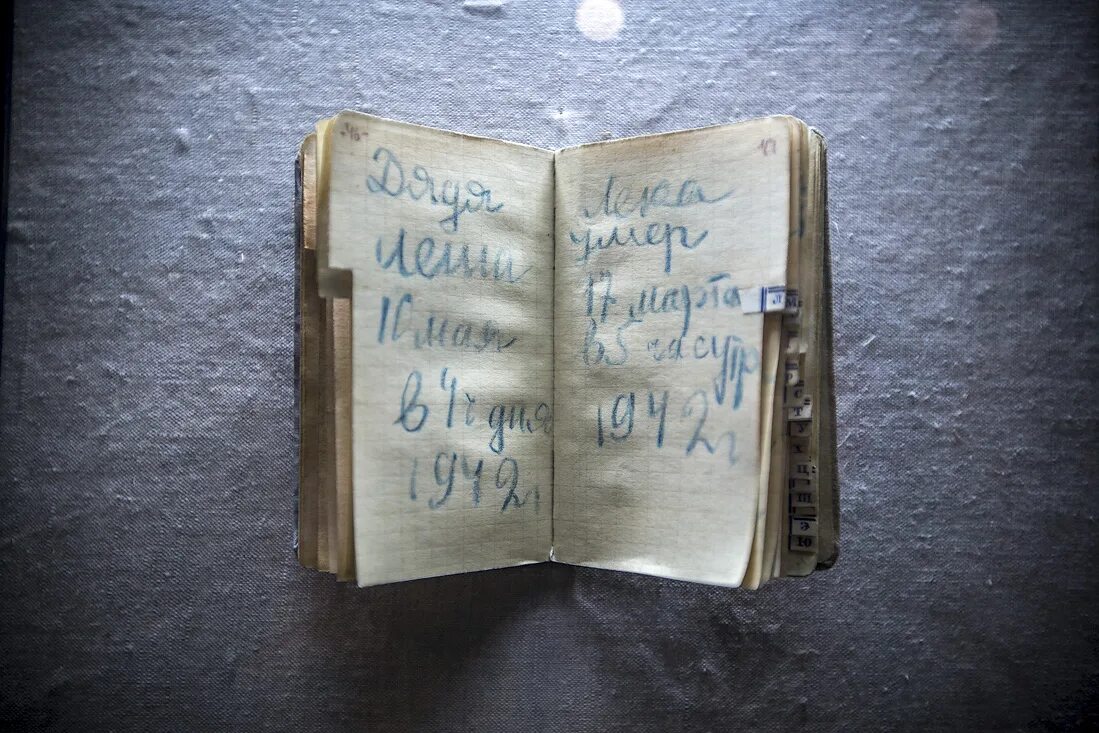 Дядя
Леша
10 мая
в 4 ч дня
1942 г
Лека
умер
17 марта
в 5 час утр
1942 г
Л М
С
Т
У
Х
Ц
Щ
Э
Ю